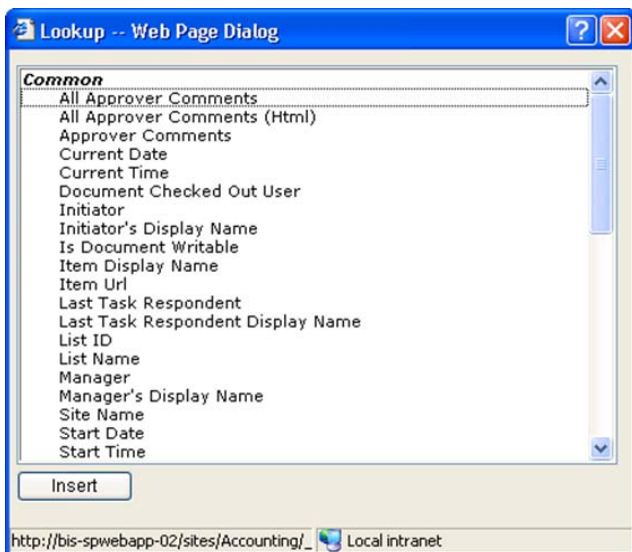 Lookup -- Web Page Dialog
Common
All Approver Comments
All Approver Comments (Html)
Approver Comments
Current Date
Current Time
Document Checked Out User
Initiator
Initiator's Display Name
Is Document Writable
Item Display Name
Item Url
Last Task Respondent
Last Task Respondent Display Name
List ID
List Name
Manager
Manager's Display Name
Site Name
Start Date
Start Time
Insert
http://bis-spwebapp-02/sites/Accounting/_ Local intranet